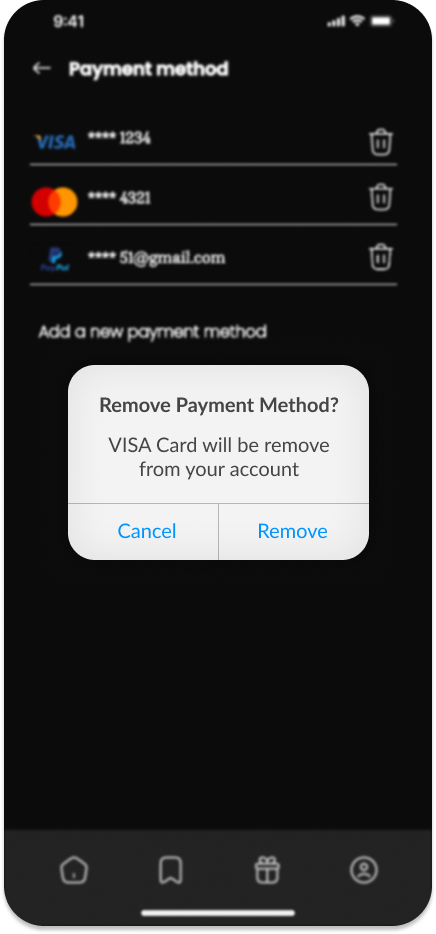 9:41
Payment method
VISA **** 1234
**** 4321
PayPal **** 51@gmail.com
Add a new payment method
Remove Payment Method?
VISA Card will be remove
from your account
Cancel Remove